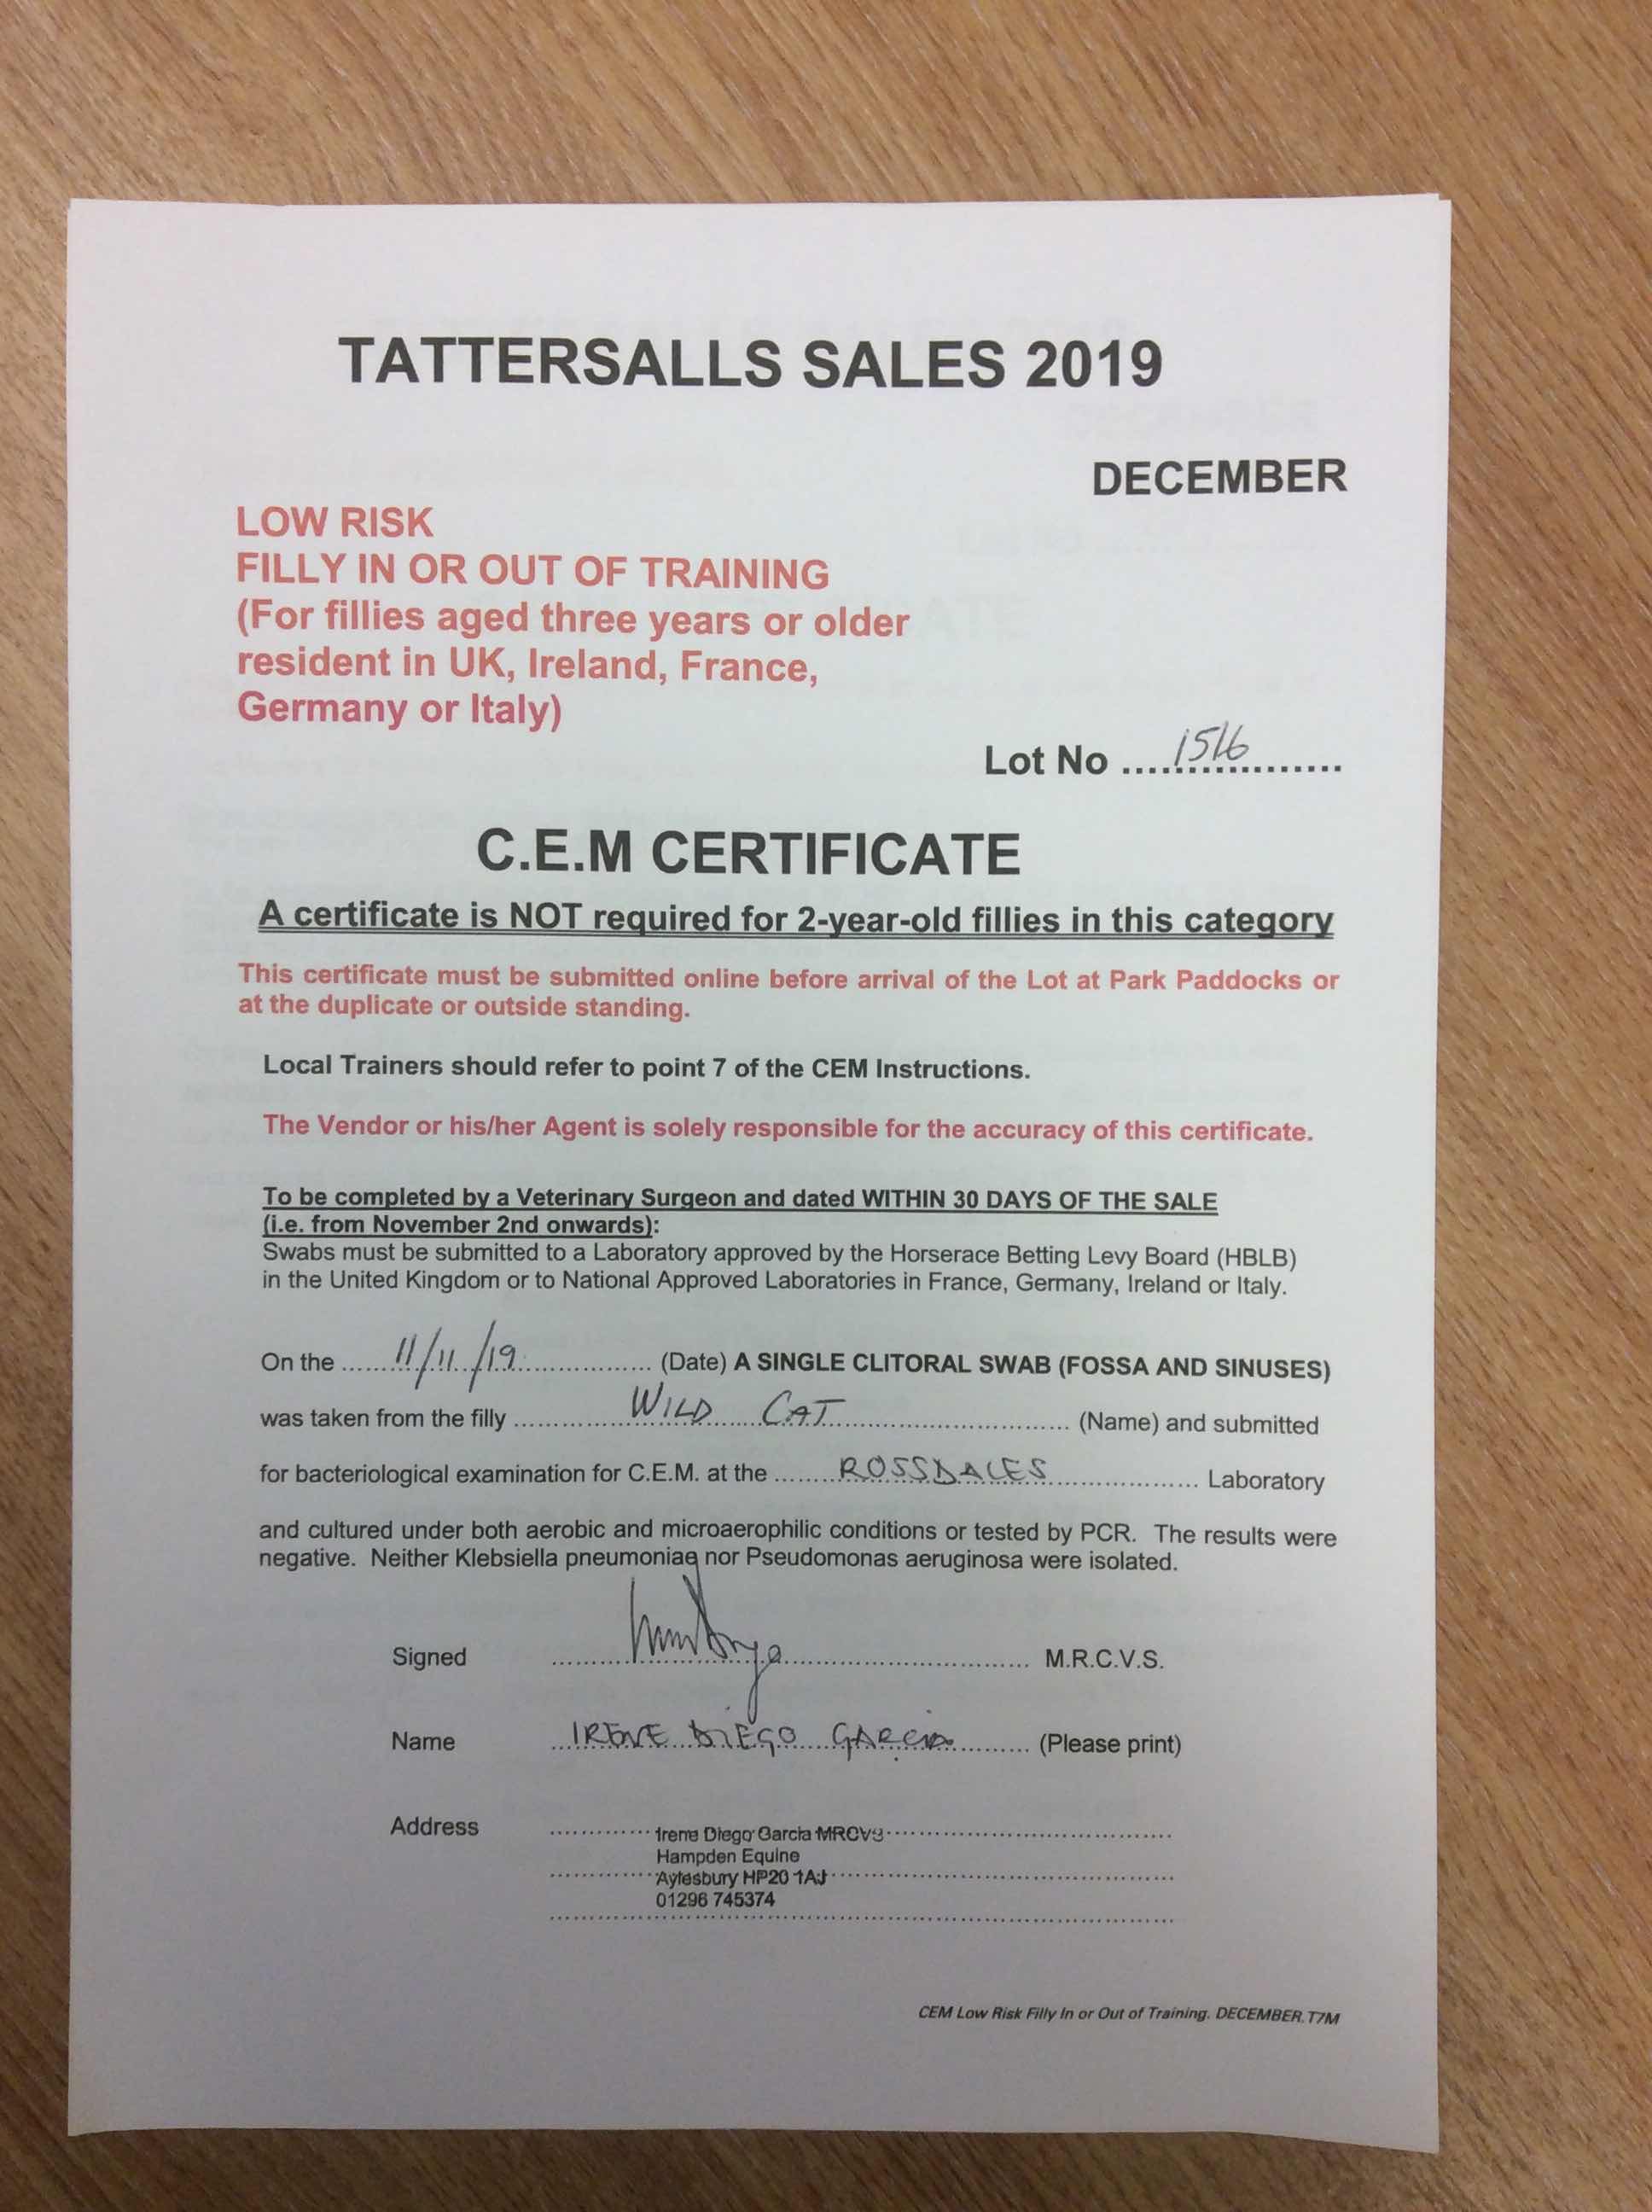 TATTERSALLS SALES 2019
DECEMBER
LOW RISK
FILLY IN OR OUT OF TRAINING
(For fillies aged three years or older
resident in UK, Ireland, France,
Germany or Italy)
Lot No ....1516..................
C.E.M CERTIFICATE
A certificate is NOT required for 2-year-old fillies in this category
This certificate must be submitted online before arrival of the Lot at Park Paddocks or
at the duplicate or outside standing.
Local Trainers should refer to point 7 of the CEM Instructions.
The Vendor or his/her Agent is solely responsible for the accuracy of this certificate.
To be completed by a Veterinary Surgeon and dated WITHIN 30 DAYS OF THE SALE
(i.e. from November 2nd onwards):
Swabs must be submitted to a Laboratory approved by the Horserace Betting Levy Board (HBLB)
in the United Kingdom or to National Approved Laboratories in France, Germany, Ireland or Italy.
On the ......11/11/19.................... (Date) A SINGLE CLITORAL SWAB (FOSSA AND SINUSES)
was taken from the filly ..................WILD CAT.................................. (Name) and submitted
for bacteriological examination for C.E.M. at the .........ROSSDALES....................... Laboratory
and cultured under both aerobic and microaerophilic conditions or tested by PCR. The results were
negative. Neither Klebsiella pneumoniae nor Pseudomonas aeruginosa were isolated.
Signed ............................................................ M.R.C.V.S.
Name ...IRENE DIEGO GARCIA........... (Please print)
Address Irene Diego Garcia MRCVS
Hampden Equine
Aylesbury HP20 1AJ
01296 745374
CEM Low Risk Filly In or Out of Training. DECEMBER. T7M